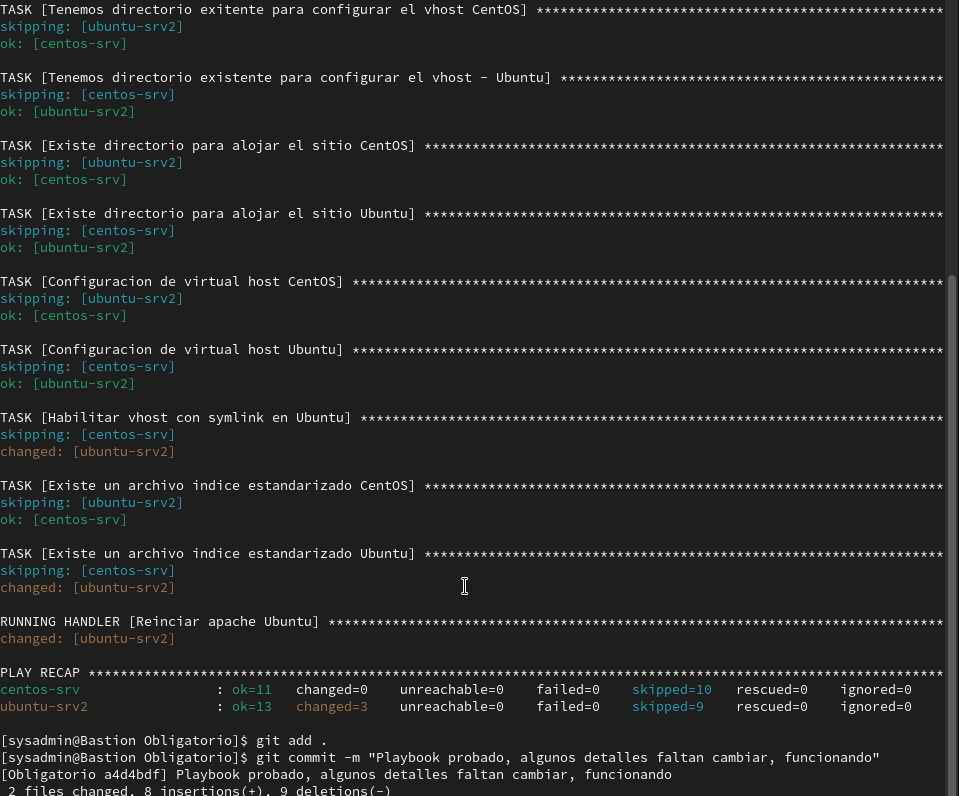 TASK [Tenemos directorio exitente para configurar el vhost CentOS] ***************************************************
skipping: [ubuntu-srv2]
ok: [centos-srv]
TASK [Tenemos directorio existente para configurar el vhost - Ubuntu] ************************************************
skipping: [centos-srv]
ok: [ubuntu-srv2]
TASK [Existe directorio para alojar el sitio CentOS] *****************************************************************
skipping: [ubuntu-srv2]
ok: [centos-srv]
TASK [Existe directorio para alojar el sitio Ubuntu] *****************************************************************
skipping: [centos-srv]
ok: [ubuntu-srv2]
TASK [Configuracion de virtual host CentOS] **************************************************************************
skipping: [ubuntu-srv2]
ok: [centos-srv]
TASK [Configuracion de virtual host Ubuntu] **************************************************************************
skipping: [centos-srv]
ok: [ubuntu-srv2]
TASK [Habilitar vhost con symlink en Ubuntu] *************************************************************************
skipping: [centos-srv]
changed: [ubuntu-srv2]
TASK [Existe un archivo indice estandarizado CentOS] *****************************************************************
skipping: [ubuntu-srv2]
ok: [centos-srv]
TASK [Existe un archivo indice estandarizado Ubuntu] *****************************************************************
skipping: [centos-srv]
changed: [ubuntu-srv2]
RUNNING HANDLER [Reinciar apache Ubuntu] *****************************************************************************
changed: [ubuntu-srv2]
PLAY RECAP ***********************************************************************************************************
centos-srv                 : ok=11   changed=0    unreachable=0    failed=0    skipped=10   rescued=0    ignored=0
ubuntu-srv2                : ok=13   changed=3    unreachable=0    failed=0    skipped=9    rescued=0    ignored=0
[sysadmin@Bastion Obligatorio]$ git add .
[sysadmin@Bastion Obligatorio]$ git commit -m "Playbook probado, algunos detalles faltan cambiar, funcionando"
[Obligatorio a4d4bdf] Playbook probado, algunos detalles faltan cambiar, funcionando
 2 files changed, 8 insertions(+), 9 deletions(-)